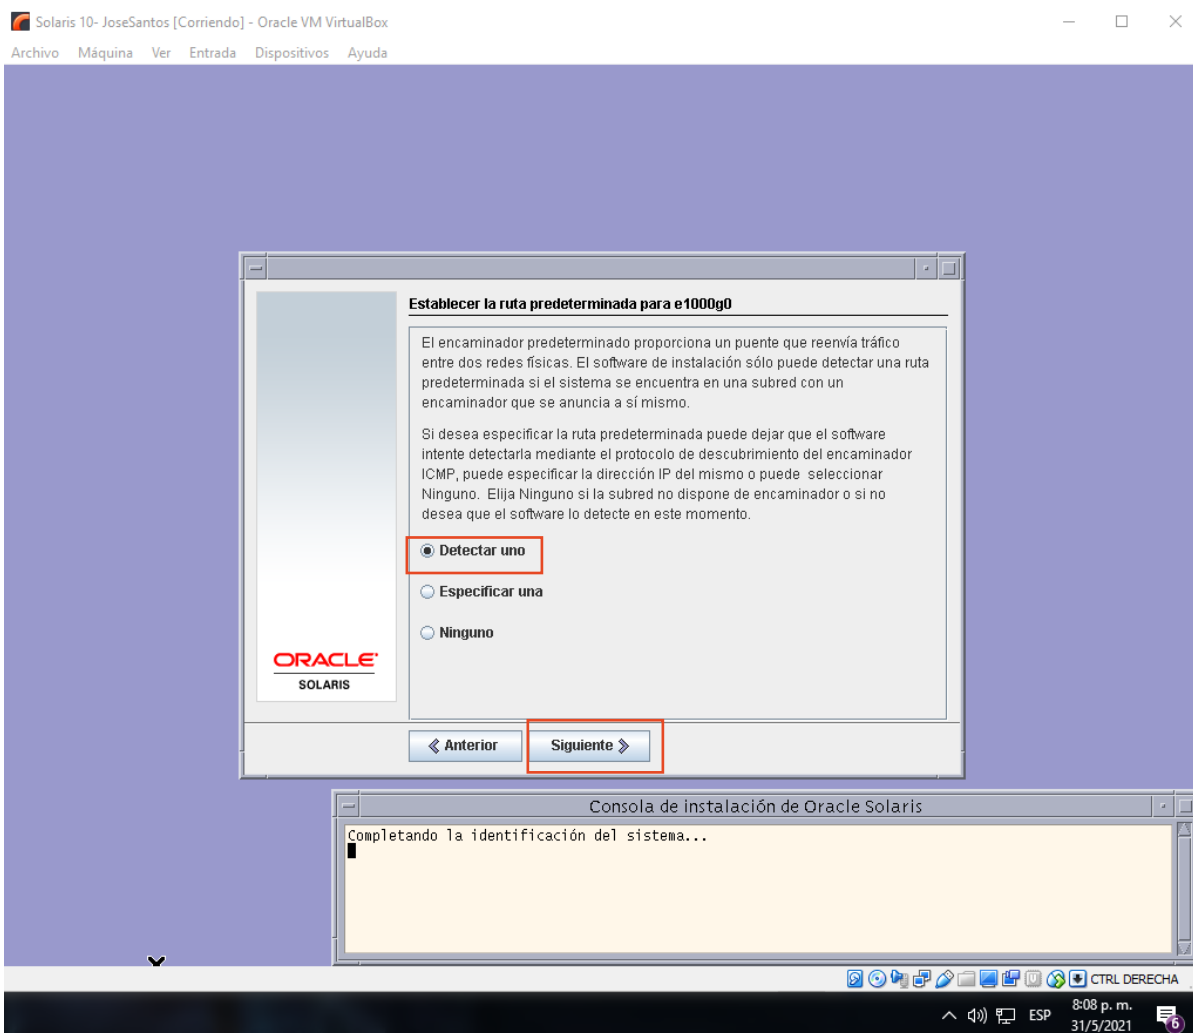 Solaris 10- JoseSantos [Corriendo] - Oracle VM VirtualBox
Archivo Máquina Ver Entrada Dispositivos Ayuda
Establecer la ruta predeterminada para e1000g0
El encaminador predeterminado proporciona un puente que reenvía tráfico
entre dos redes físicas. El software de instalación sólo puede detectar una ruta
predeterminada si el sistema se encuentra en una subred con un
encaminador que se anuncia a sí mismo.
Si desea especificar la ruta predeterminada puede dejar que el software
intente detectarla mediante el protocolo de descubrimiento del encaminador
ICMP, puede especificar la dirección IP del mismo o puede seleccionar
Ninguno. Elija Ninguno si la subred no dispone de encaminador o si no
desea que el software lo detecte en este momento.
Detectar uno
Especificar una
Ninguno
ORACLE
SOLARIS
Anterior Siguiente
Consola de instalación de Oracle Solaris
Completando la identificación del sistema...
CTRL DERECHA
ESP 8:08 p. m.
31/5/2021 6